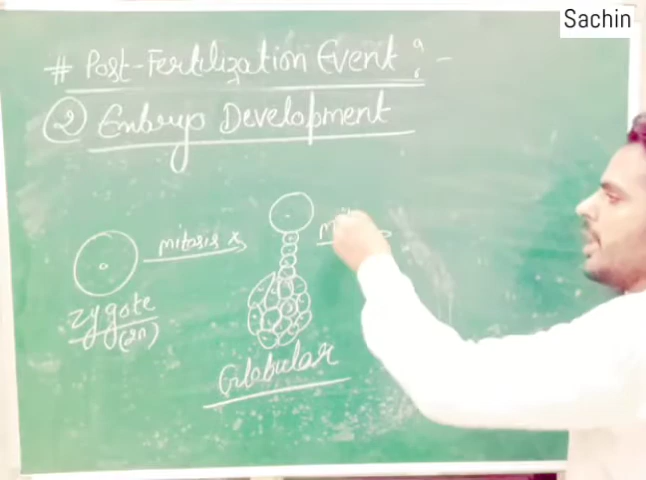 Sachin
# Post-Fertilization Event :-
② Embryo Development
mitosis
zygote
(2n)
Globular